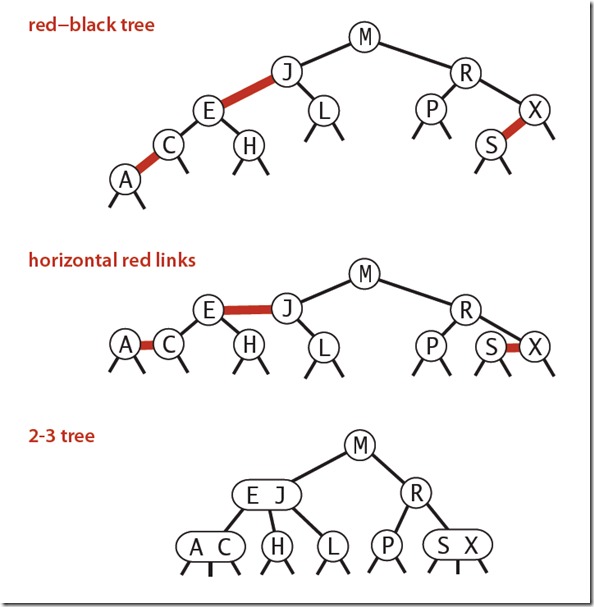 red–black tree
M
J R
E L P X
C H S
A
horizontal red links
M
E J R
A C H L P S X
2-3 tree
M
E J R
A C H L P S X